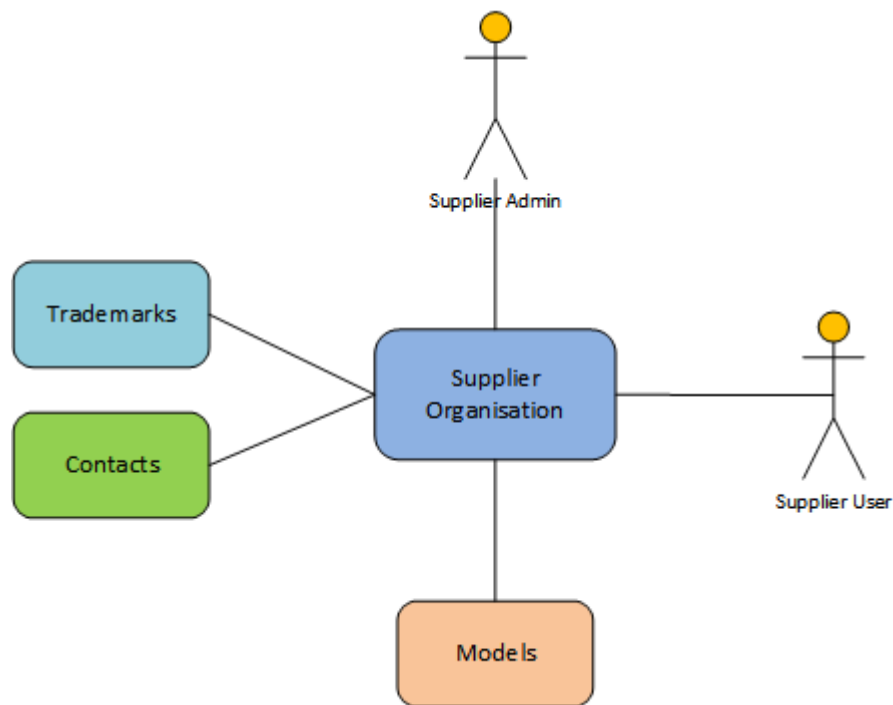 Supplier Admin
Trademarks
Supplier
Organisation
Contacts
Supplier User
Models